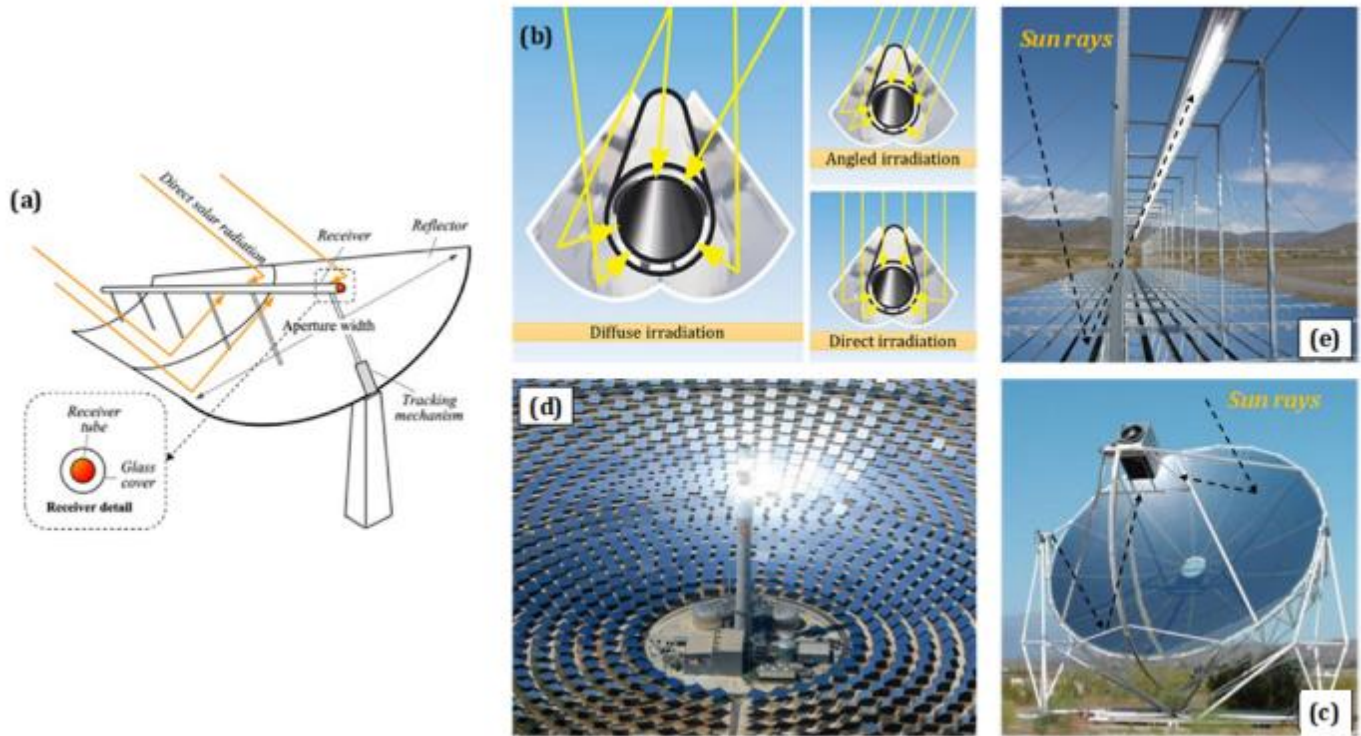 (a)
Direct solar radiation
Receiver
Reflector
Aperture width
Tracking
mechanism
Receiver
tube
Glass
cover
Receiver detail
(b)
Diffuse irradiation
Angled irradiation
Direct irradiation
Sun rays
(e)
(d)
Sun rays
(c)